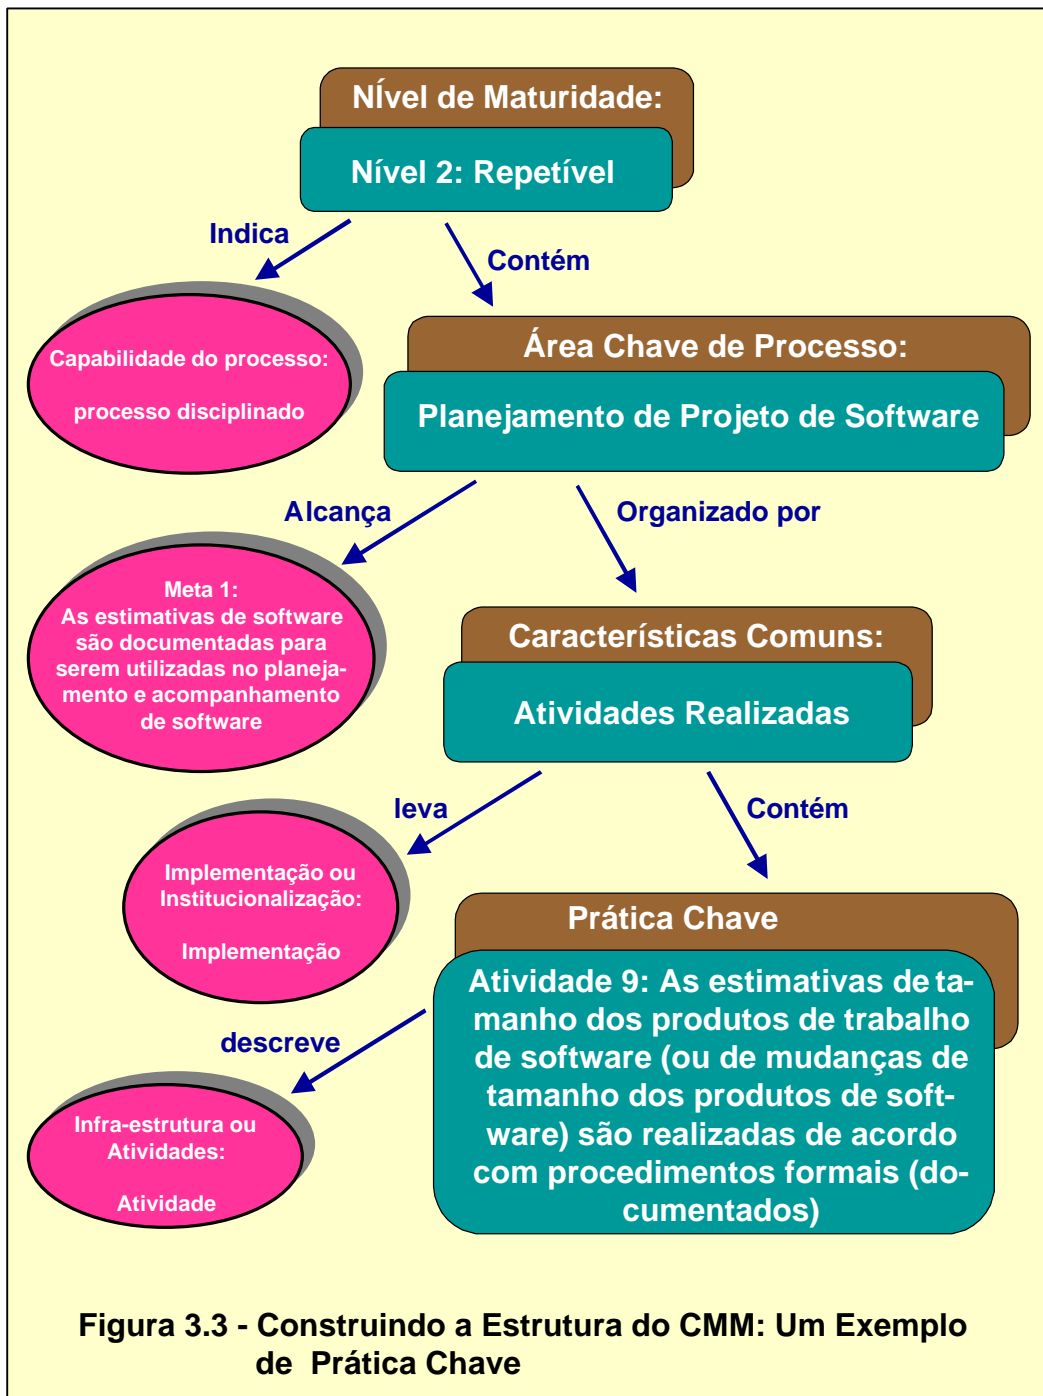 NÍvel de Maturidade:
Nível 2: Repetível
Indica
Contém
Capabilidade do processo:
processo disciplinado
Área Chave de Processo:
Planejamento de Projeto de Software
Alcança
Organizado por
Meta 1:
As estimativas de software
são documentadas para
serem utilizadas no planeja-
mento e acompanhamento
de software
Características Comuns:
Atividades Realizadas
leva
Contém
Implementação ou
Institucionalização:
Implementação
Prática Chave
Atividade 9: As estimativas de ta-
manho dos produtos de trabalho
de software (ou de mudanças de
tamanho dos produtos de soft-
ware) são realizadas de acordo
com procedimentos formais (do-
cumentados)
descreve
Infra-estrutura ou
Atividades:
Atividade
Figura 3.3 - Construindo a Estrutura do CMM: Um Exemplo
de Prática Chave